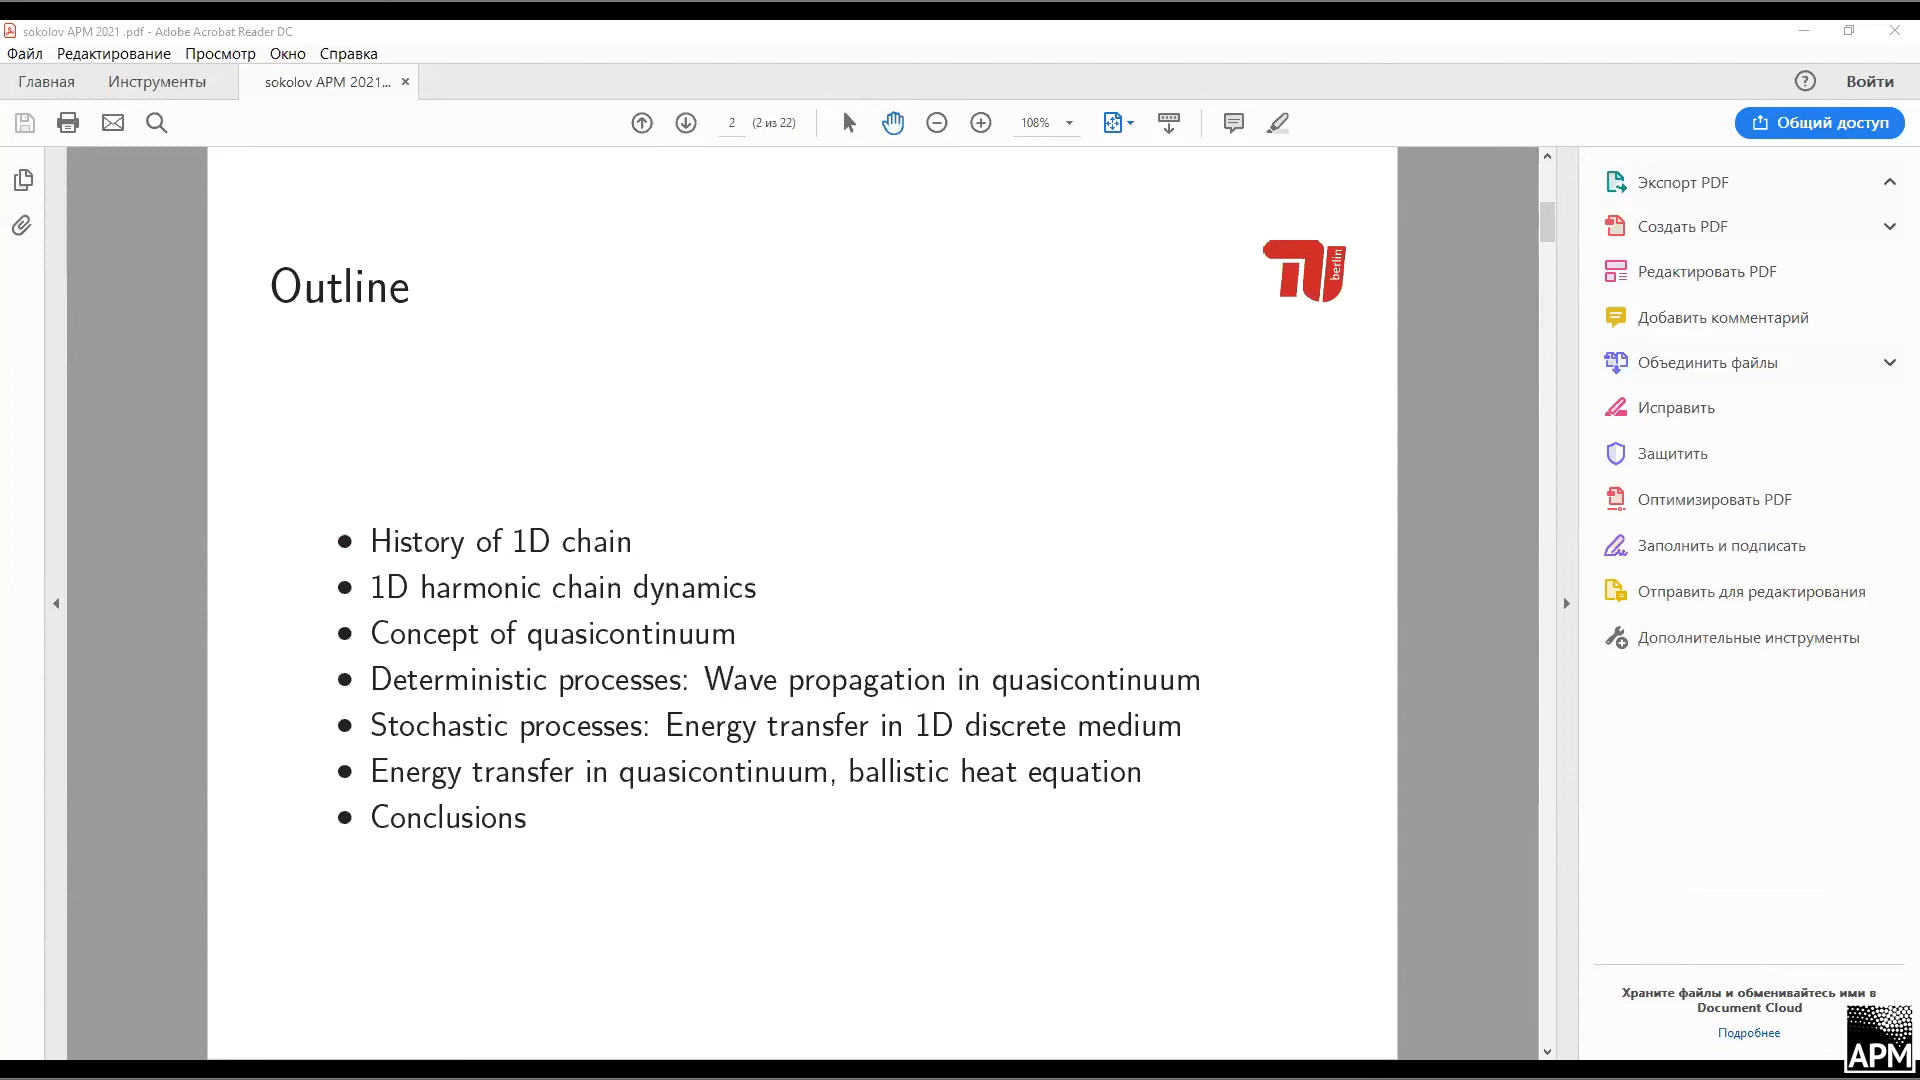 sokolov APM 2021 .pdf - Adobe Acrobat Reader DC
Файл Редактирование Просмотр Окно Справка
Главная Инструменты sokolov APM 2021... × Войти
2 (2 из 22) 108% Общий доступ
Outline
berlin
• History of 1D chain
• 1D harmonic chain dynamics
• Concept of quasicontinuum
• Deterministic processes: Wave propagation in quasicontinuum
• Stochastic processes: Energy transfer in 1D discrete medium
• Energy transfer in quasicontinuum, ballistic heat equation
• Conclusions
Экспорт PDF
Создать PDF
Редактировать PDF
Добавить комментарий
Объединить файлы
Исправить
Защитить
Оптимизировать PDF
Заполнить и подписать
Отправить для редактирования
Дополнительные инструменты
Храните файлы и обменивайтесь ими в
Document Cloud
Подробнее
APM